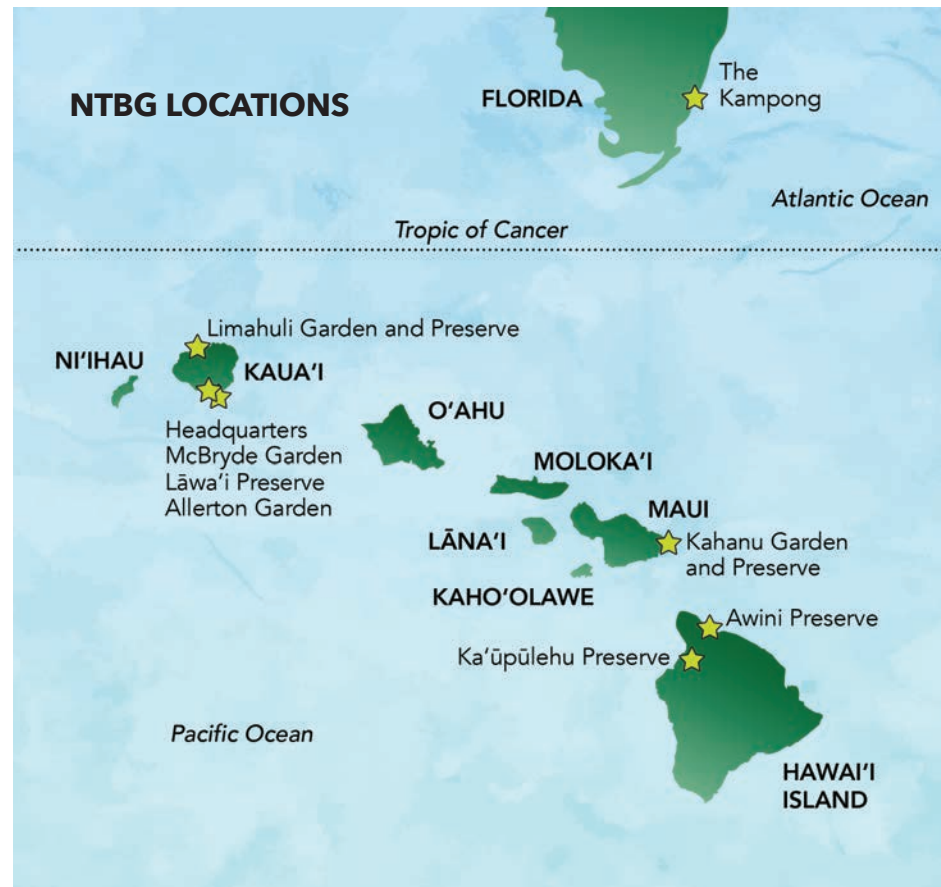 NTBG LOCATIONS
FLORIDA
The
Kampong
Atlantic Ocean
Tropic of Cancer
Limahuli Garden and Preserve
NI‘IHAU
KAUA‘I
Headquarters
McBryde Garden
Lāwa‘i Preserve
Allerton Garden
O‘AHU
MOLOKA‘I
MAUI
LĀNA‘I
Kahanu Garden
and Preserve
KAHO‘OLAWE
Awini Preserve
Ka‘ūpūlehu Preserve
Pacific Ocean
HAWAI‘I
ISLAND